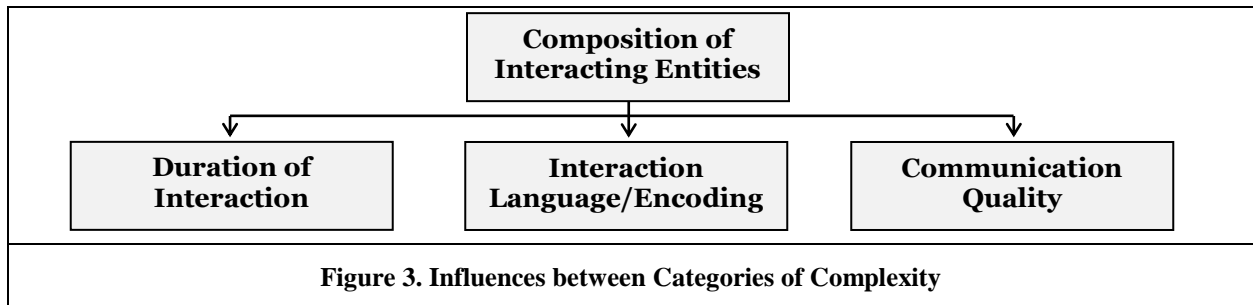 Composition of
Interacting Entities
Duration of
Interaction
Interaction
Language/Encoding
Communication
Quality
Figure 3. Influences between Categories of Complexity